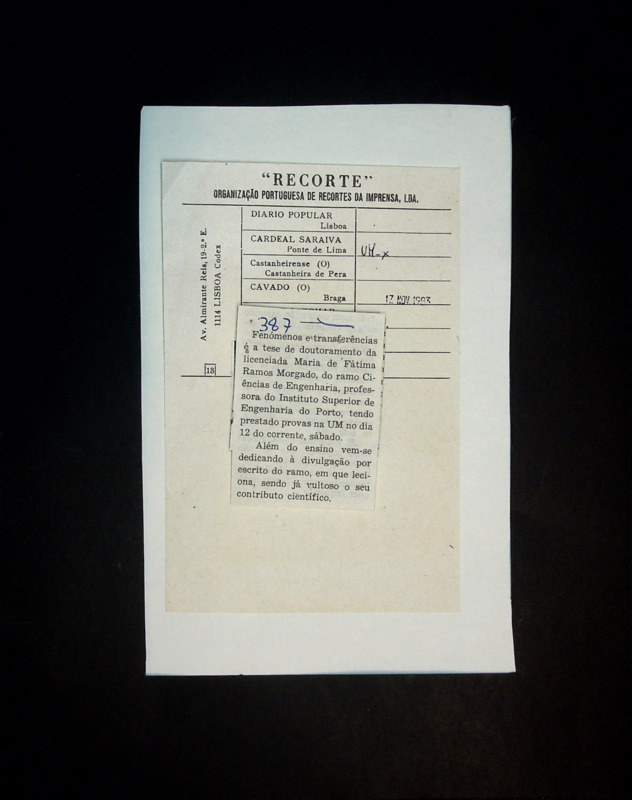 "RECORTE"
ORGANIZAÇÃO PORTUGUESA DE RECORTES DA IMPRENSA, LDA.
Av. Almirante Reis, 19-2.º E.
1114 LISBOA Codex
13
DIARIO POPULAR
Lisboa
CARDEAL SARAIVA
Ponte de Lima
UM-x
Castanheirense (O)
Castanheira de Pera
CAVADO (O)
Braga
NOV
387
Fenómenos e transferências
é a tese de doutoramento da
licenciada Maria de Fátima
Ramos Morgado, do ramo Ci-
ências de Engenharia, profes-
sora do Instituto Superior de
Engenharia do Porto, tendo
prestado provas na UM no dia
12 do corrente, sábado.
Além do ensino vem-se
dedicando à divulgação por
escrito do ramo, em que leci-
ona, sendo já vultoso o seu
contributo científico.